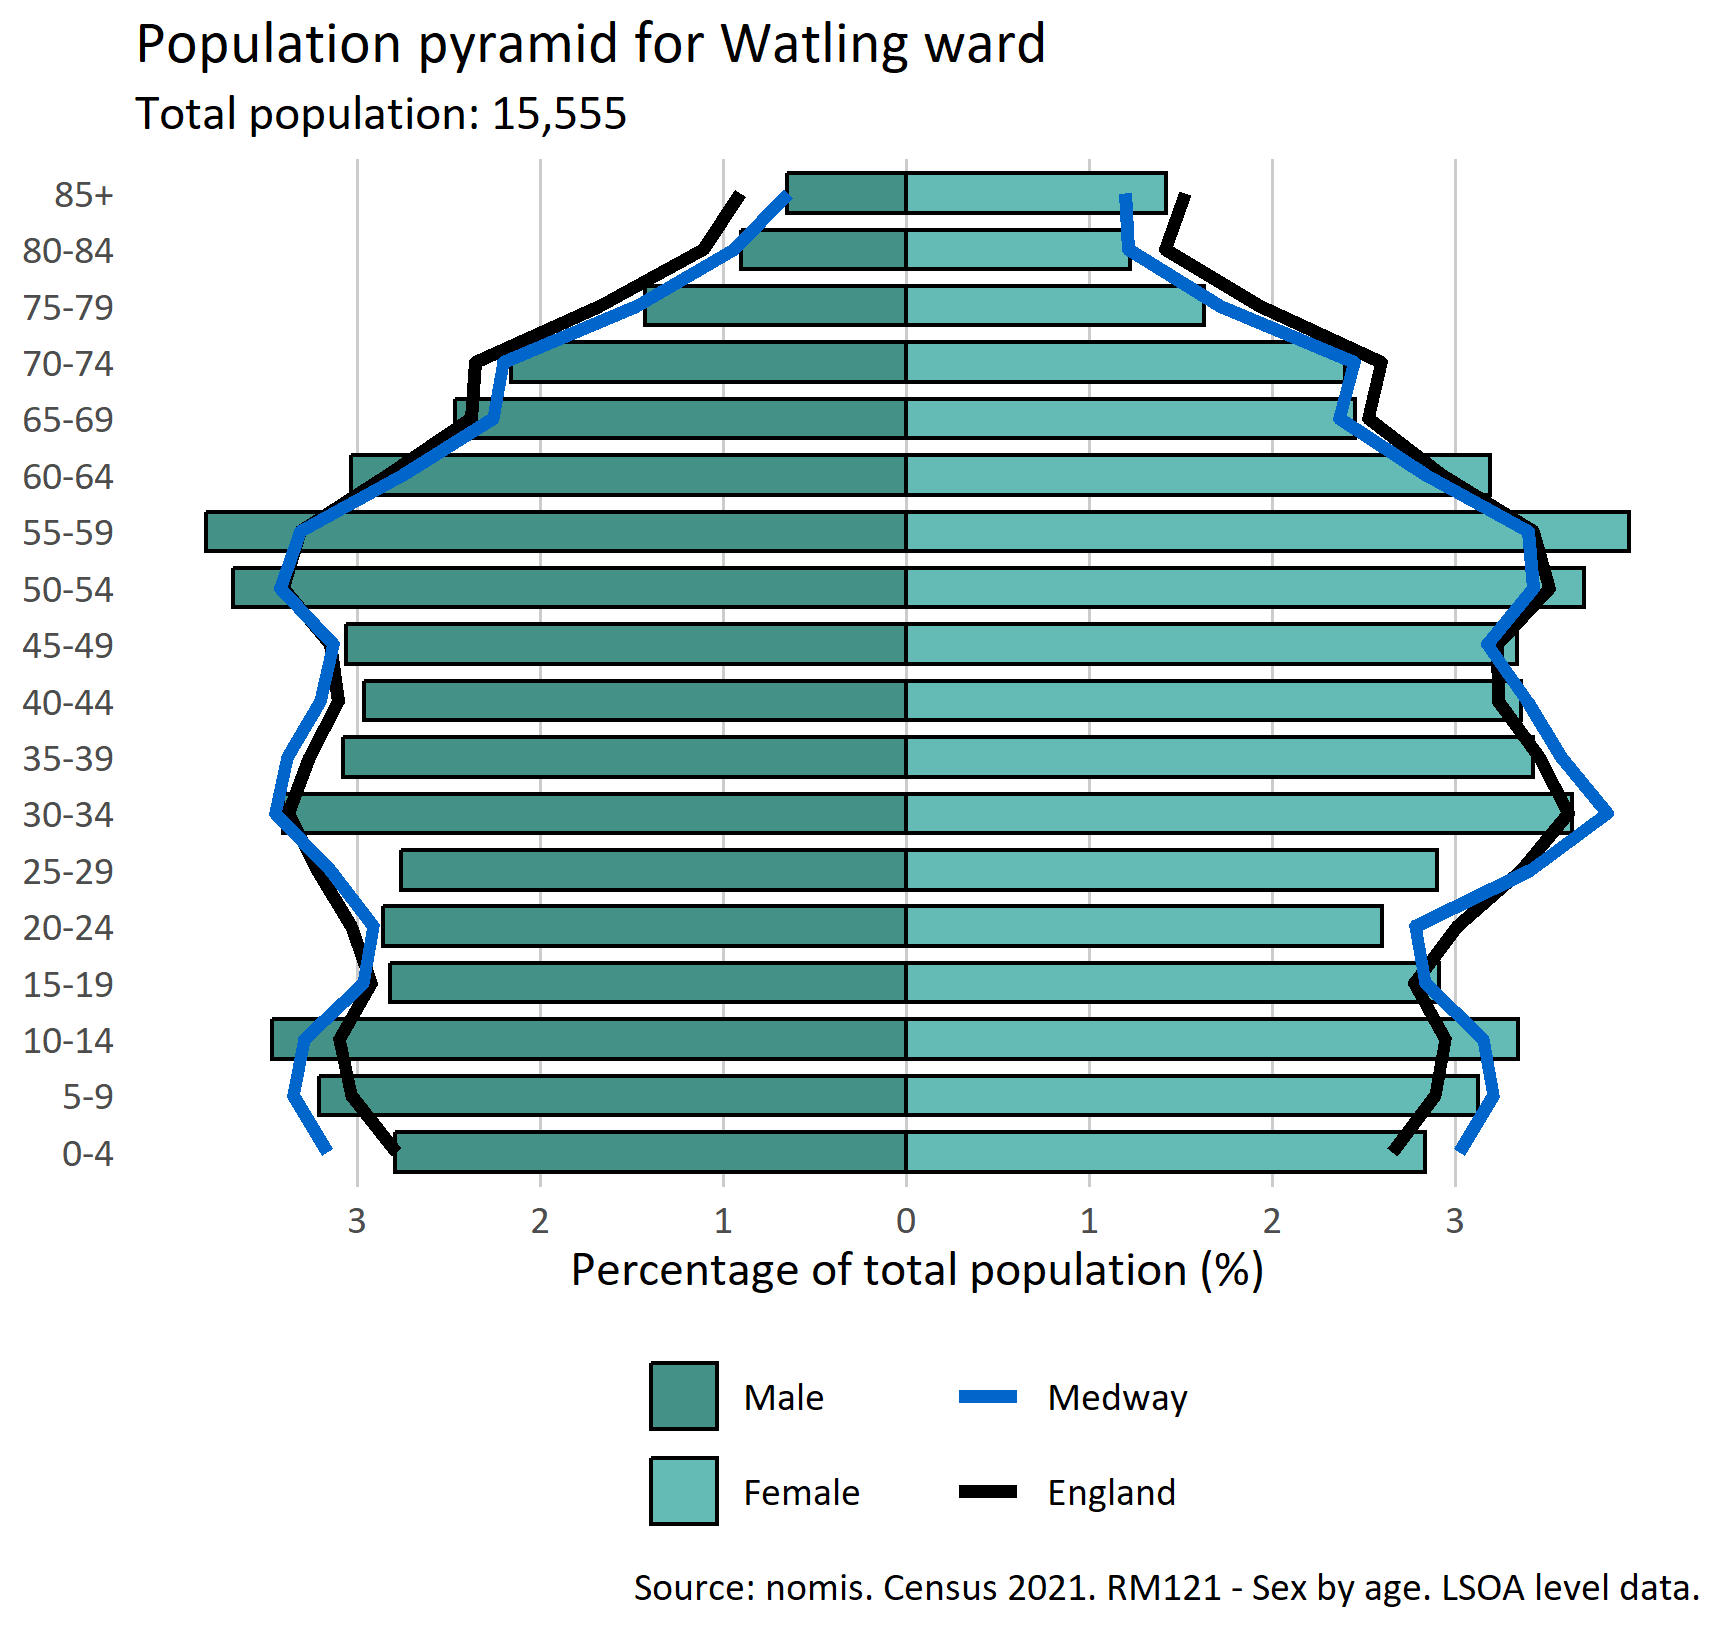 Population pyramid for Watling ward
Total population: 15,555
85+
80-84
75-79
70-74
65-69
60-64
55-59
50-54
45-49
40-44
35-39
30-34
25-29
20-24
15-19
10-14
5-9
0-4
3 2 1 0 1 2 3
Percentage of total population (%)
Male Medway
Female England
Source: nomis. Census 2021. RM121 - Sex by age. LSOA level data.